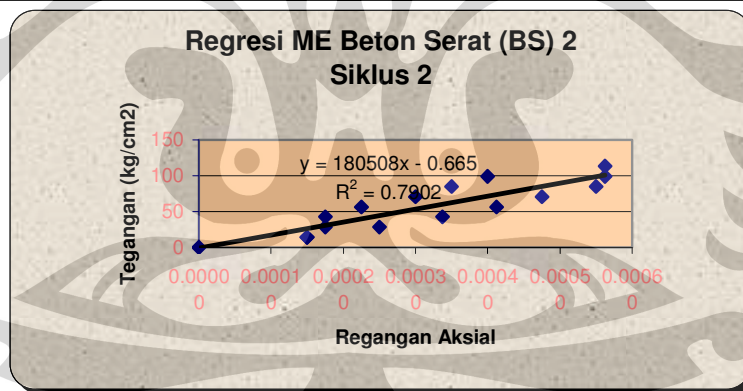 Regresi ME Beton Serat (BS) 2
Siklus 2
Tegangan (kg/cm2)
150
100
50
0
y = 180508x - 0.665
R² = 0.7902
0.0000 0.0001 0.0002 0.0003 0.0004 0.0005 0.0006
0 0 0 0 0 0 0
Regangan Aksial